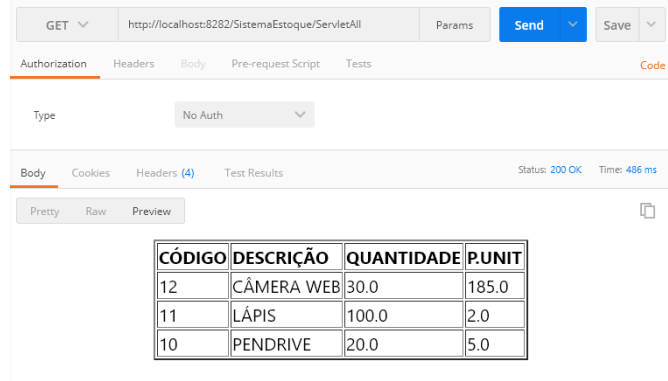 GET http://localhost:8282/SistemaEstoque/ServletAll Params Send Save
Authorization Headers Body Pre-request Script Tests Code
Type No Auth
Body Cookies Headers (4) Test Results Status: 200 OK Time: 486 ms
Pretty Raw Preview
CÓDIGO DESCRIÇÃO QUANTIDADE P.UNIT
12 CÂMERA WEB 30.0 185.0
11 LÁPIS 100.0 2.0
10 PENDRIVE 20.0 5.0